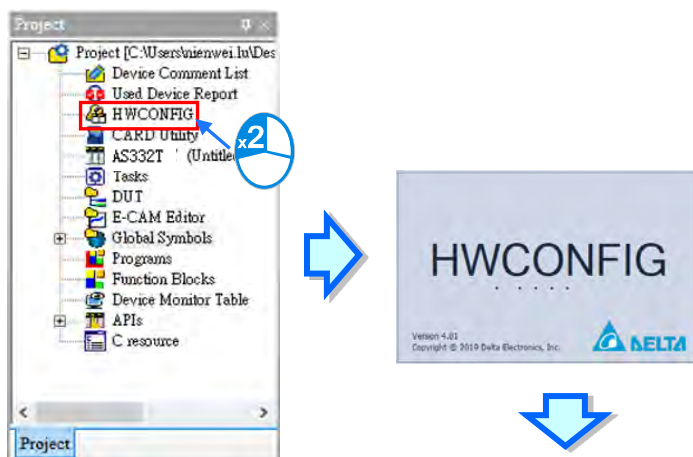 Project
Project [C:\Users\nienwei.lu\Des
Device Comment List
Used Device Report
HWCONFIG
x2
CARD Utility
AS332T (Untitle
Tasks
DUT
E-CAM Editor
Global Symbols
Programs
Function Blocks
Device Monitor Table
APIs
C resource
Project
HWCONFIG
Version 4.01
Copyright © 2019 Delta Electronics, Inc.
DELTA